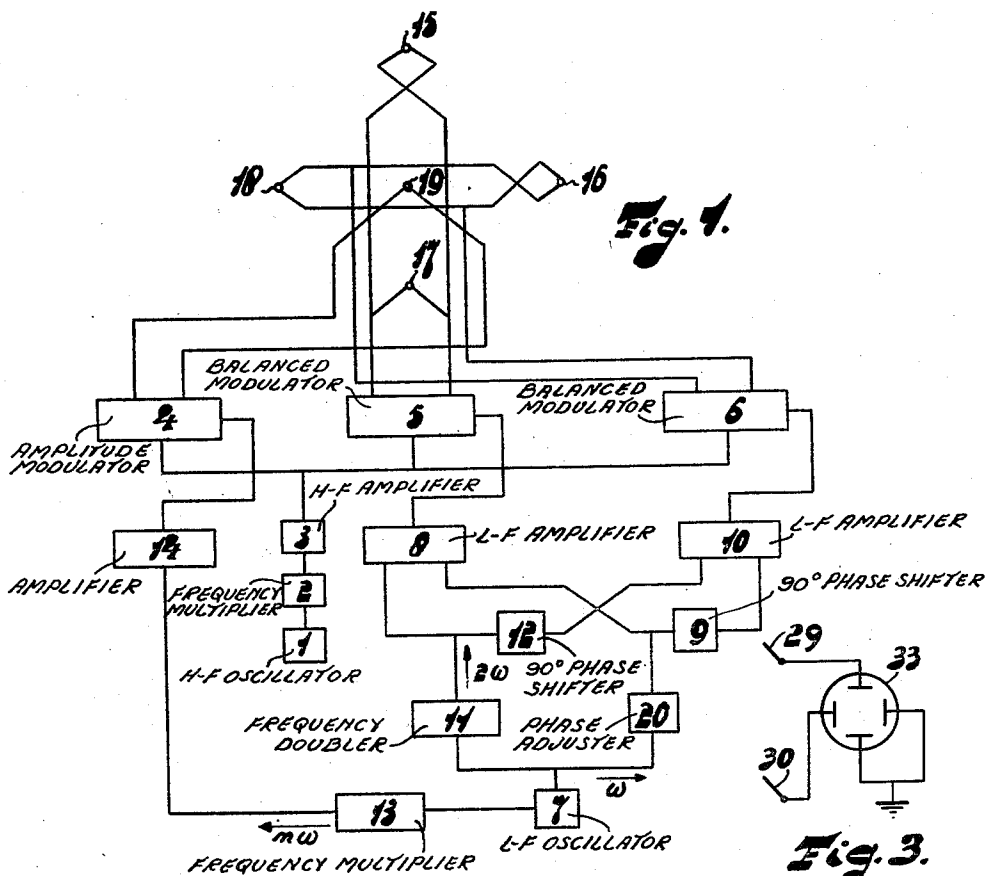 15
18
19
16
Fig. 1.
17
BALANCED
MODULATOR
BALANCED
MODULATOR
4
5
6
AMPLITUDE
MODULATOR
H-F AMPLIFIER
3
8
L-F AMPLIFIER
10
L-F AMPLIFIER
14
AMPLIFIER
FREQUENCY
MULTIPLIER
2
90° PHASE SHIFTER
12
9
29
33
1
H-F OSCILLATOR
2ω
90° PHASE
SHIFTER
11
FREQUENCY
DOUBLER
20
PHASE
ADJUSTER
30
ω
13
7
nω
L-F OSCILLATOR
FREQUENCY MULTIPLIER
Fig. 3.